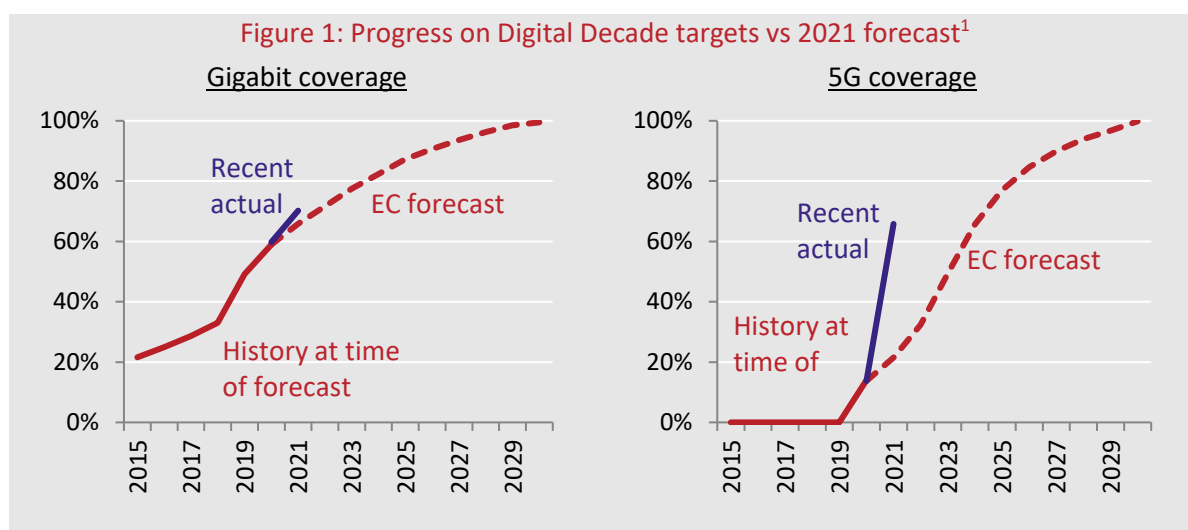 Figure 1: Progress on Digital Decade targets vs 2021 forecast1
Gigabit coverage
100%
80%
60%
40%
20%
0%
Recent
actual
EC forecast
History at time
of forecast
2015
2017
2019
2021
2023
2025
2027
2029
5G coverage
100%
80%
60%
40%
20%
0%
Recent
actual
EC forecast
History at
time of
2015
2017
2019
2021
2023
2025
2027
2029